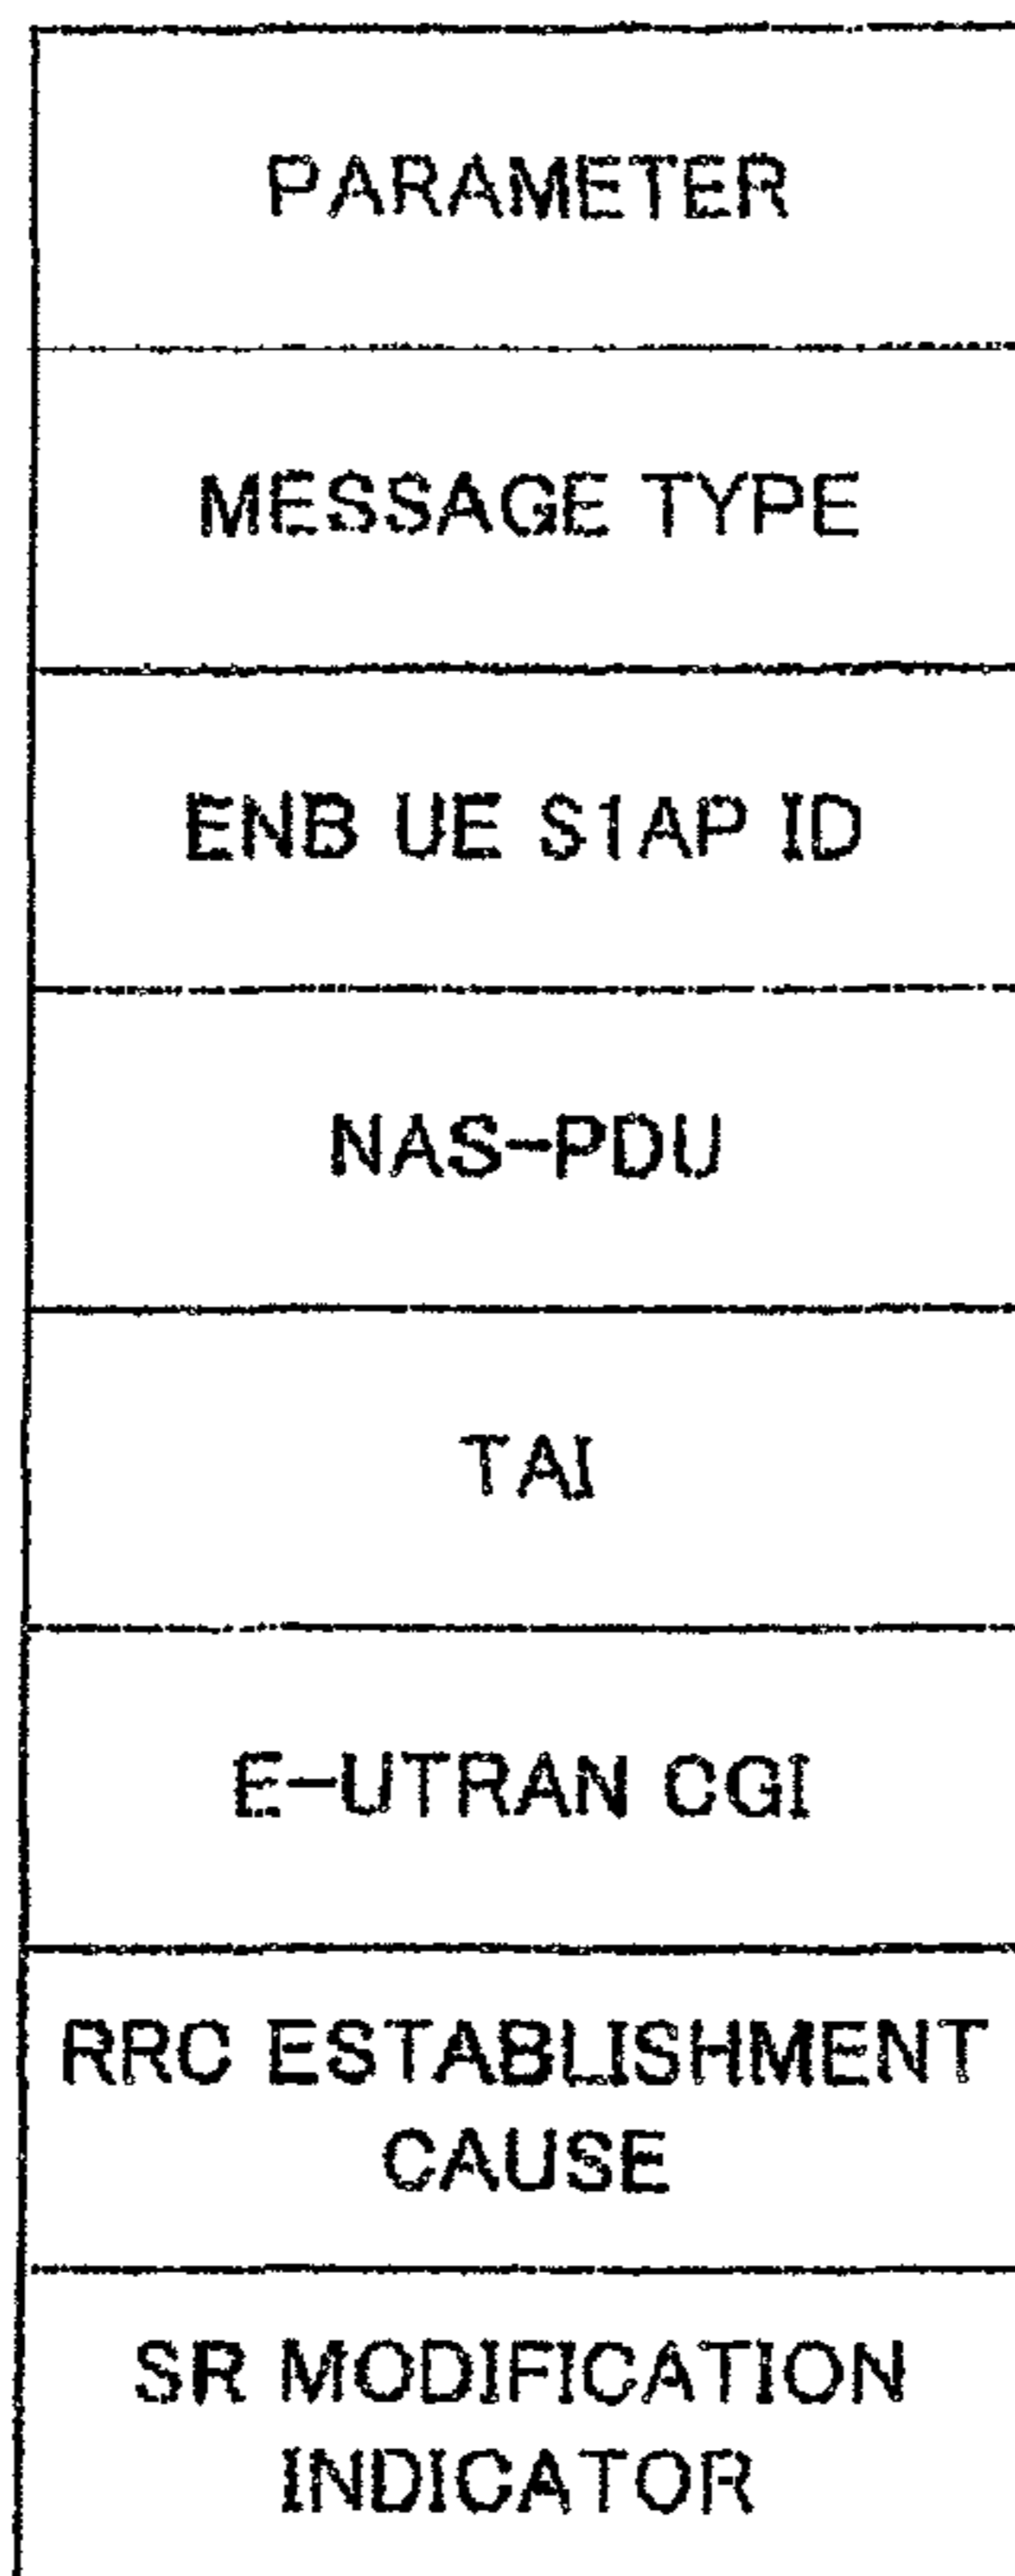 PARAMETER
MESSAGE TYPE
ENB UE S1AP ID
NAS-PDU
TAI
E-UTRAN CGI
RRC ESTABLISHMENT
CAUSE
SR MODIFICATION
INDICATOR